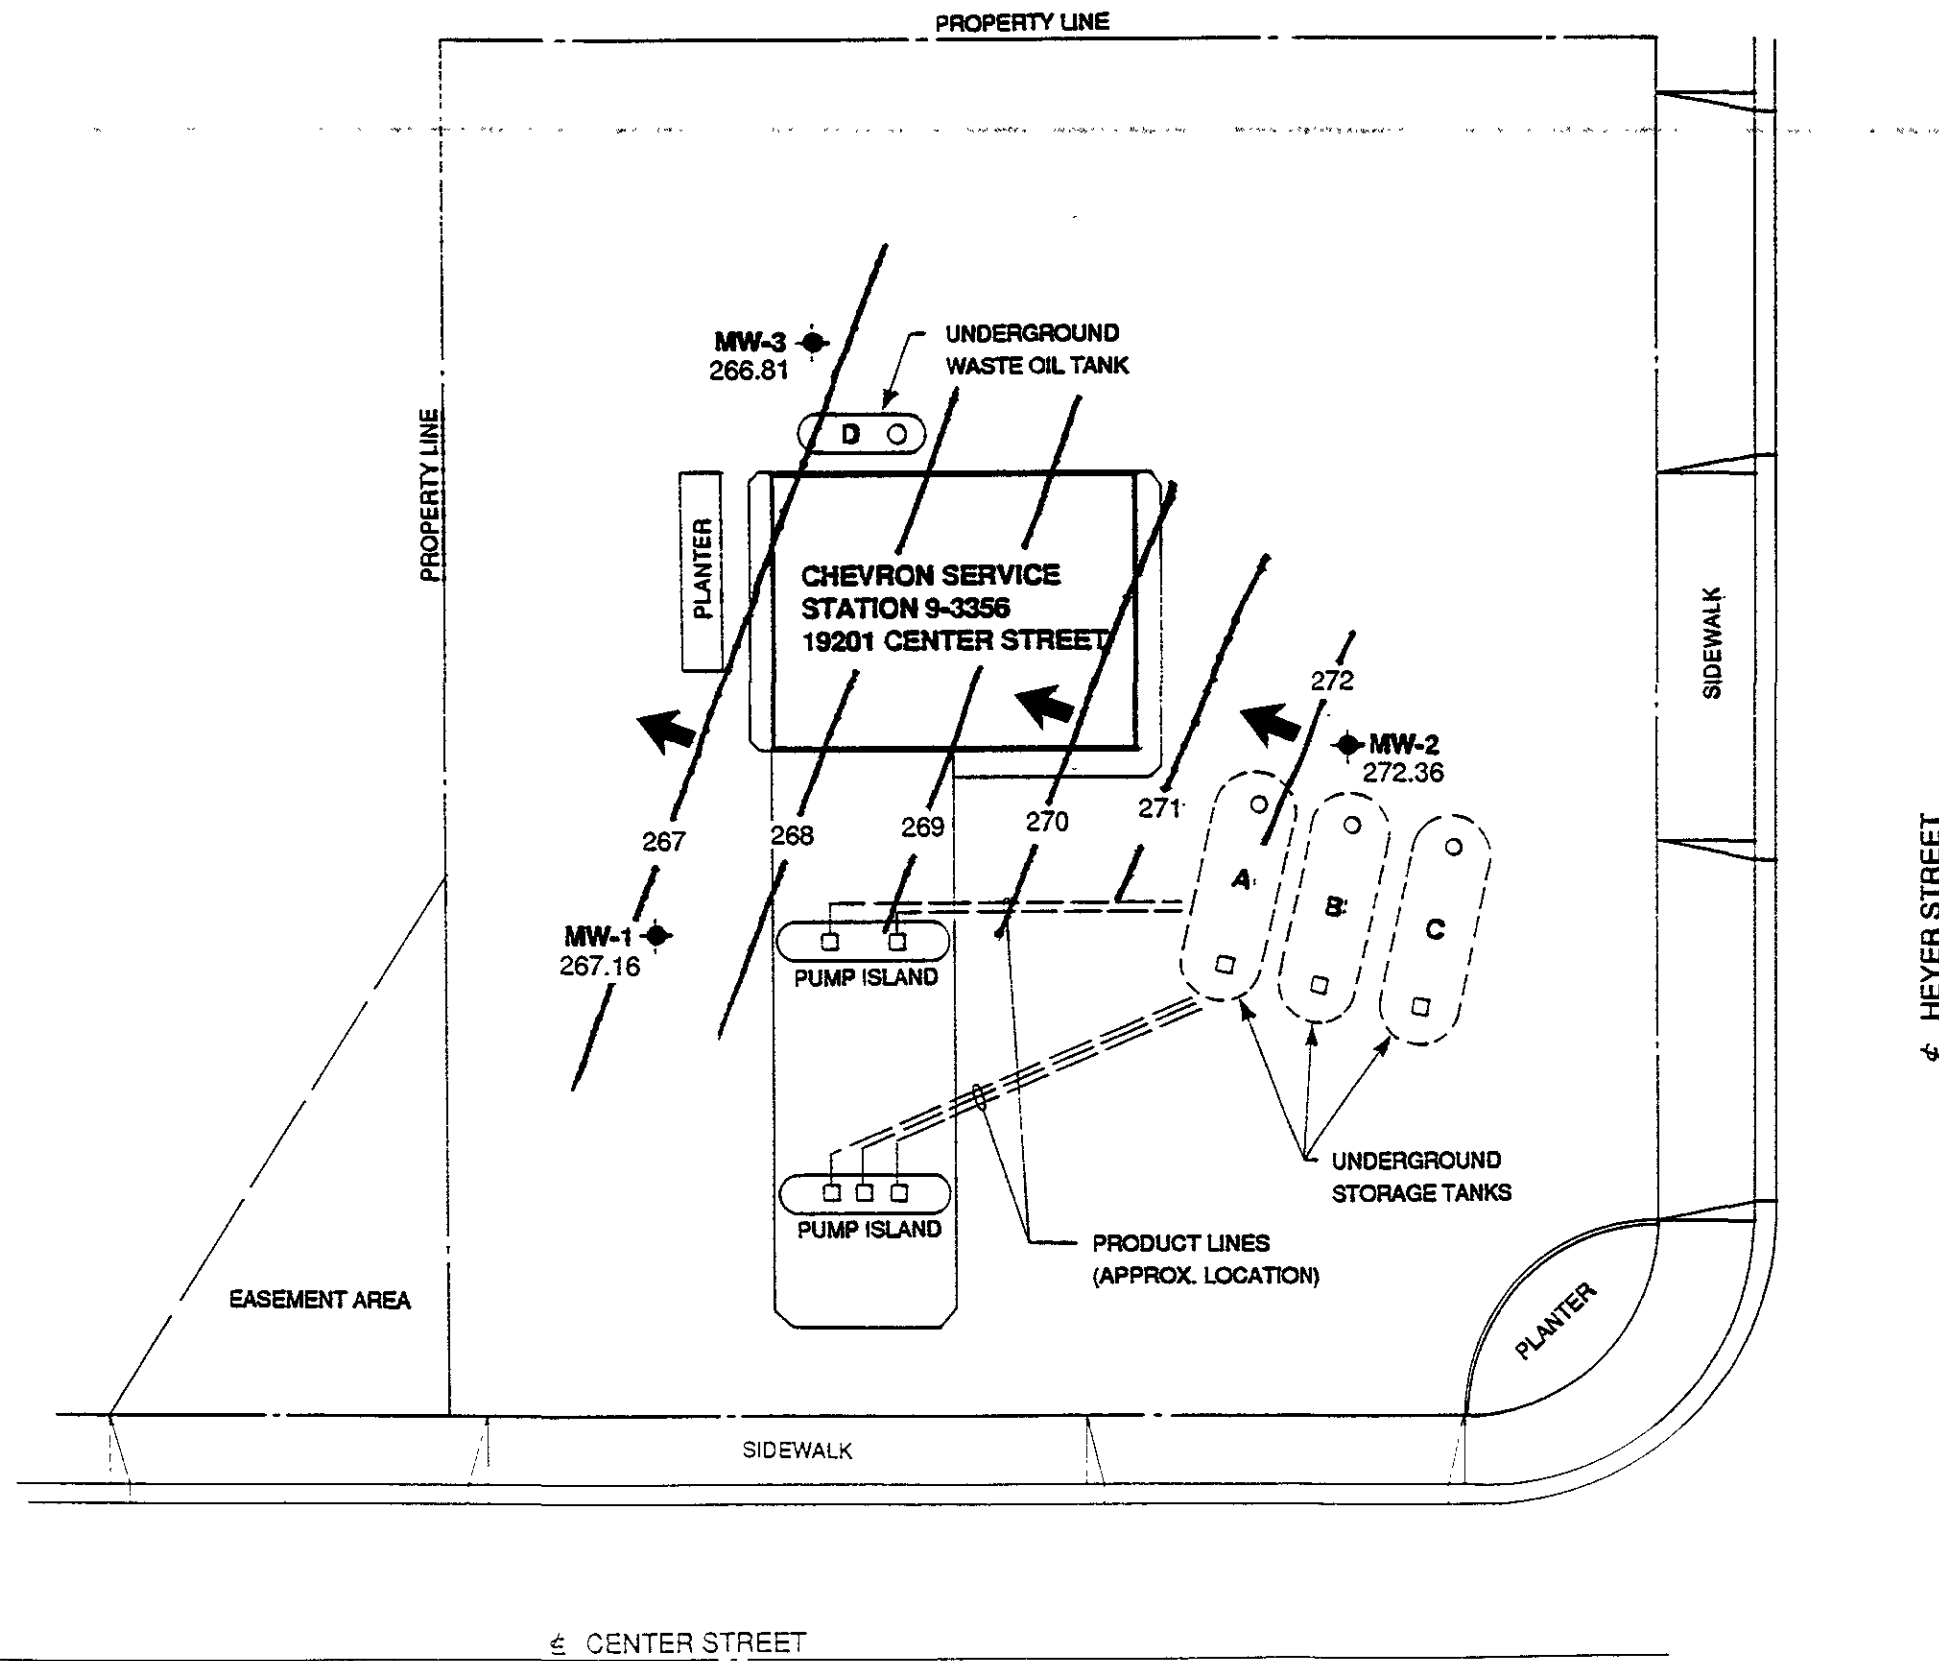 PROPERTY LINE
MW-3
266.81
UNDERGROUND
WASTE OIL TANK
D
PROPERTY LINE
PLANTER
CHEVRON SERVICE
STATION 9-3356
19201 CENTER STREET
SIDEWALK
272
MW-2
272.36
267
268
269
270
271
A
B
C
HEYER STREET
MW-1
267.16
PUMP ISLAND
UNDERGROUND
STORAGE TANKS
PUMP ISLAND
PRODUCT LINES
(APPROX. LOCATION)
EASEMENT AREA
PLANTER
SIDEWALK
CENTER STREET